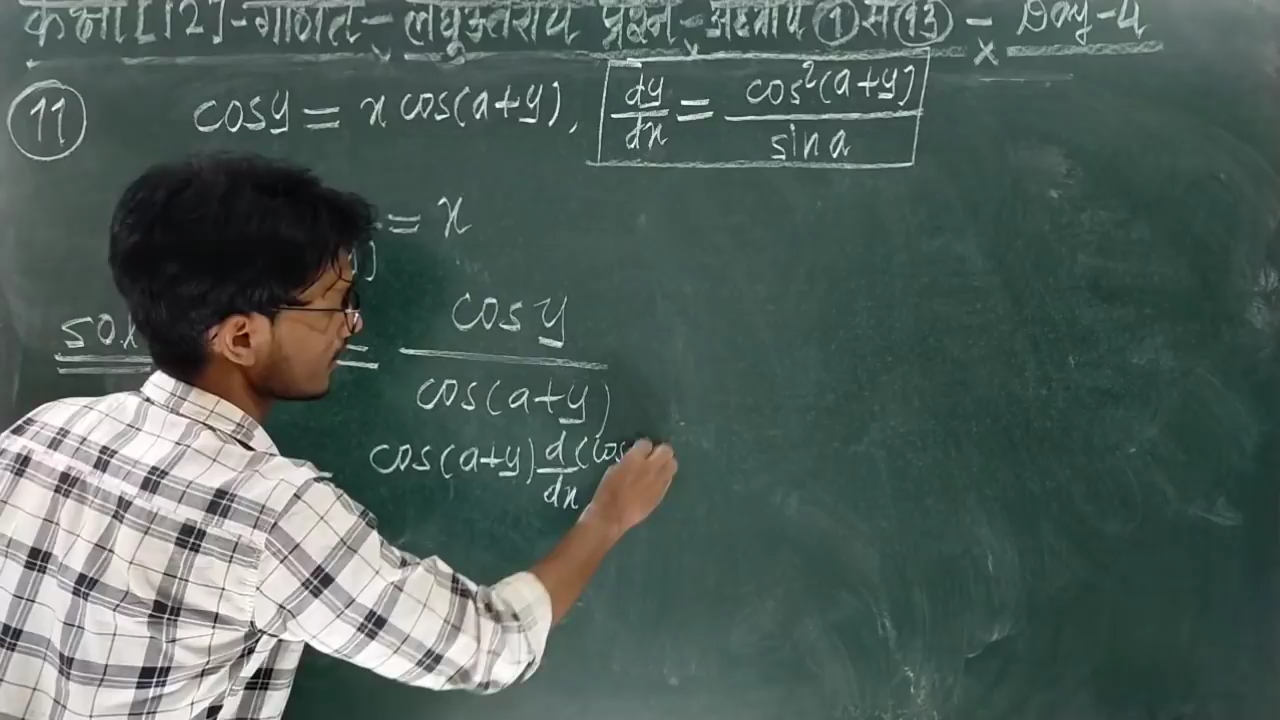 कक्षा [12]-गणित - लघुउत्तरीय प्रश्न - अध्याय ① से ⑬ - Day-4
11 cosy = x cos(a+y), dy/dx = cos²(a+y)/sin a
= x
y)
sol = cos y/cos(a+y)
cos(a+y) d/dx (cos